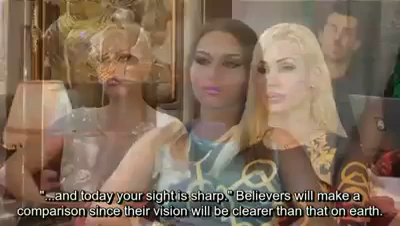 "...and today your sight is sharp." Believers will make a
comparison since their vision will be clearer than that on earth.